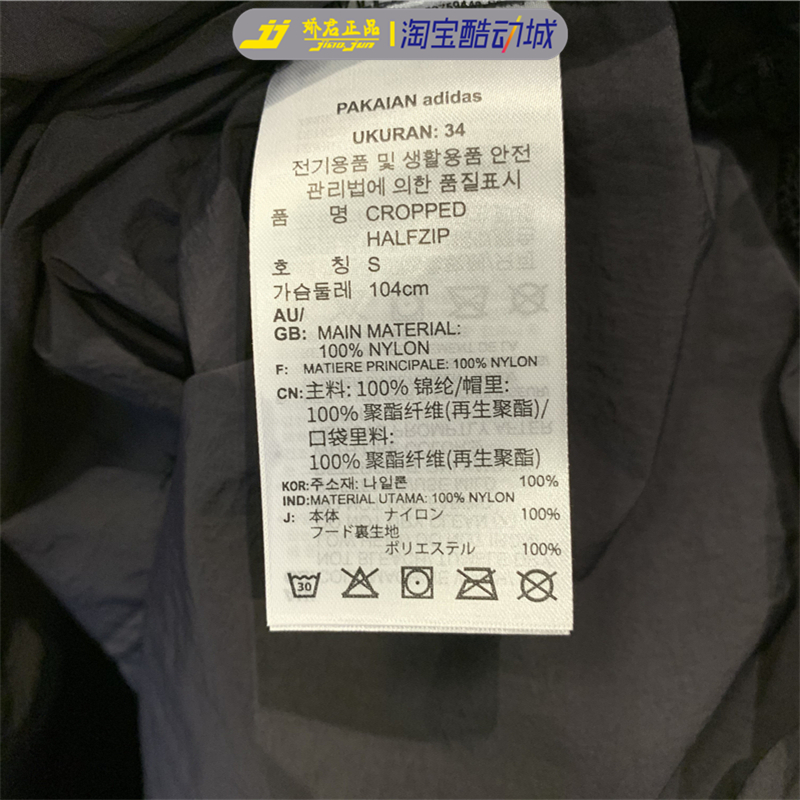 乔启正品 淘宝酷动城
JiaoJun
PAKAIAN adidas
UKURAN: 34
전기용품 및 생활용품 안전
관리법에 의한 품질표시
품 명 CROPPED
HALFZIP
호 칭 S
가슴둘레 104cm
AU/
GB: MAIN MATERIAL:
100% NYLON
F: MATIERE PRINCIPALE: 100% NYLON
CN: 主料: 100% 锦纶/帽里:
100% 聚酯纤维(再生聚酯)/
口袋里料:
100% 聚酯纤维(再生聚酯)
KOR: 주소재: 나일론 100%
IND: MATERIAL UTAMA: 100% NYLON
J: 本体 ナイロン 100%
フード裏生地
ポリエステル 100%
30